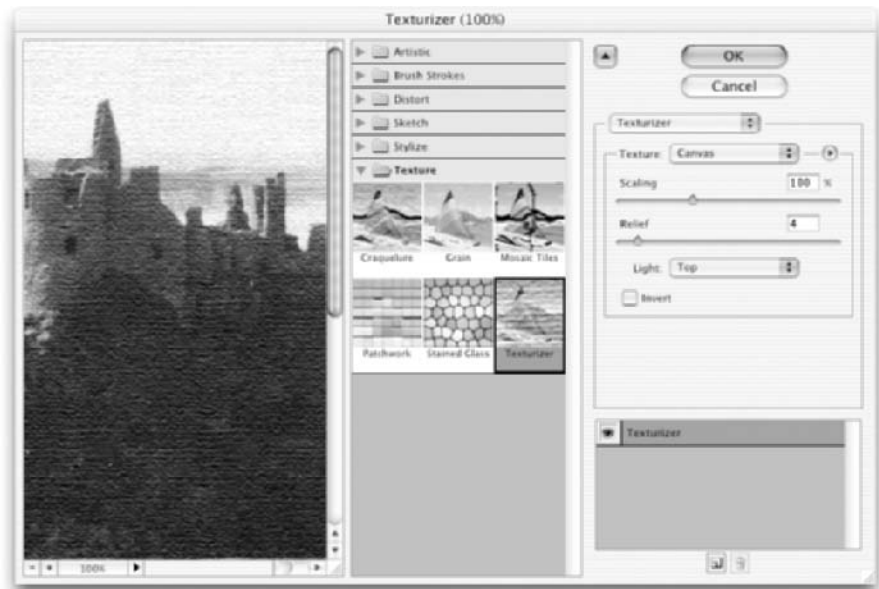 Texturizer (100%)
Artistic
Brush Strokes
Distort
Sketch
Stylize
Texture
Craquelure
Grain
Mosaic Tiles
Patchwork
Stained Glass
Texturizer
100%
OK
Cancel
Texturizer
Texture: Canvas
Scaling 100 %
Relief 4
Light: Top
Invert
Texturizer